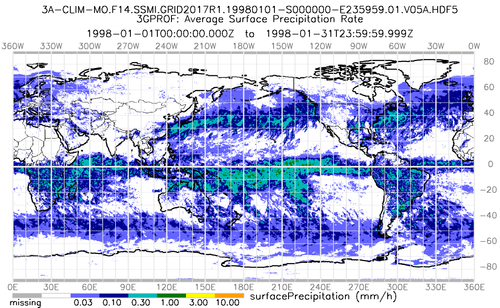 3A-CLIM-MO.F14.SSMI.GRID2017R1.19980101-S000000-E235959.01.V05A.HDF5
3GPROF: Average Surface Precipitation Rate
1998-01-01T00:00:00.000Z to 1998-01-31T23:59:59.999Z
360W 330W 300W 270W 240W 210W 180W 150W 120W 90W 60W 30W 0W
80
60
40
20
0
-20
-40
-60
-80
0E 30E 60E 90E 120E 150E 180E 210E 240E 270E 300E 330E 360E
missing 0.03 0.10 0.30 1.00 3.00 10.00 surfacePrecipitation (mm/h)